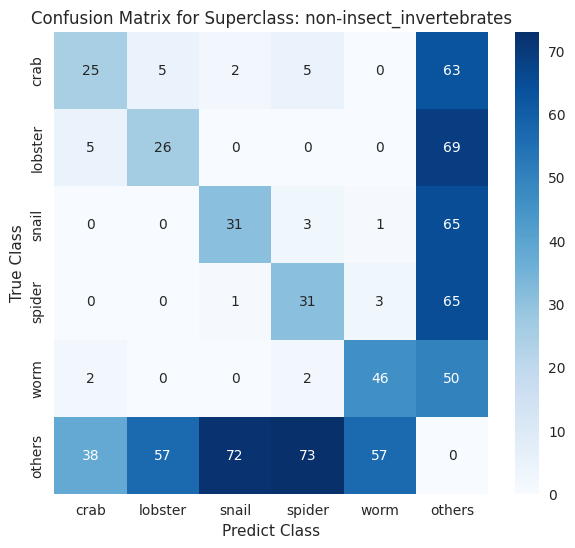 Confusion Matrix for Superclass: non-insect_invertebrates
True Class
crab 25 5 2 5 0 63
lobster 5 26 0 0 0 69
snail 0 0 31 3 1 65
spider 0 0 1 31 3 65
worm 2 0 0 2 46 50
others 38 57 72 73 57 0
crab lobster snail spider worm others
Predict Class
70
60
50
40
30
20
10
0